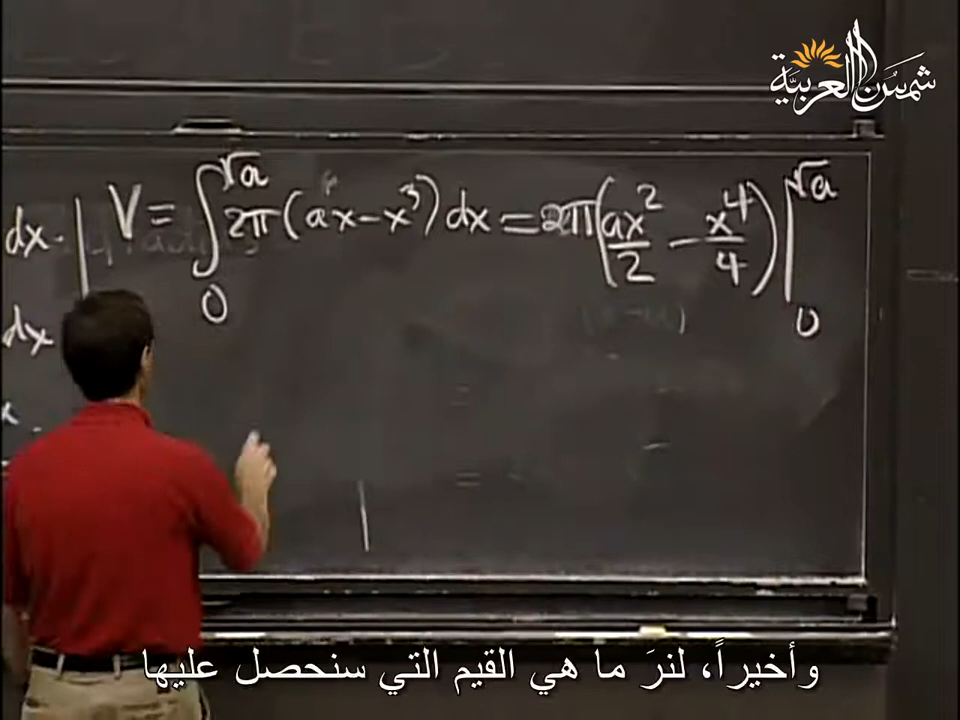 شمس العربية
dx.
V = ∫₀^√a 2π(ax − x³)dx = 2π(ax²/2 − x⁴/4)|₀^√a
dx
x.
وأخيراً، لنرَ ما هي القيم التي سنحصل عليها